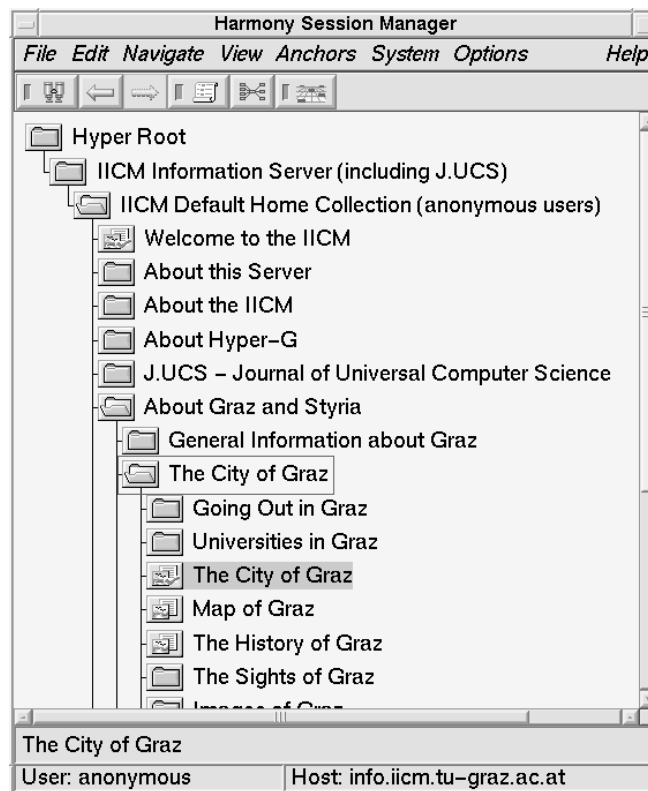 Harmony Session Manager
File Edit Navigate View Anchors System Options Help
Hyper Root
IICM Information Server (including J.UCS)
IICM Default Home Collection (anonymous users)
Welcome to the IICM
About this Server
About the IICM
About Hyper-G
J.UCS - Journal of Universal Computer Science
About Graz and Styria
General Information about Graz
The City of Graz
Going Out in Graz
Universities in Graz
The City of Graz
Map of Graz
The History of Graz
The Sights of Graz
Images of Graz
The City of Graz
User: anonymous Host: info.iicm.tu-graz.ac.at